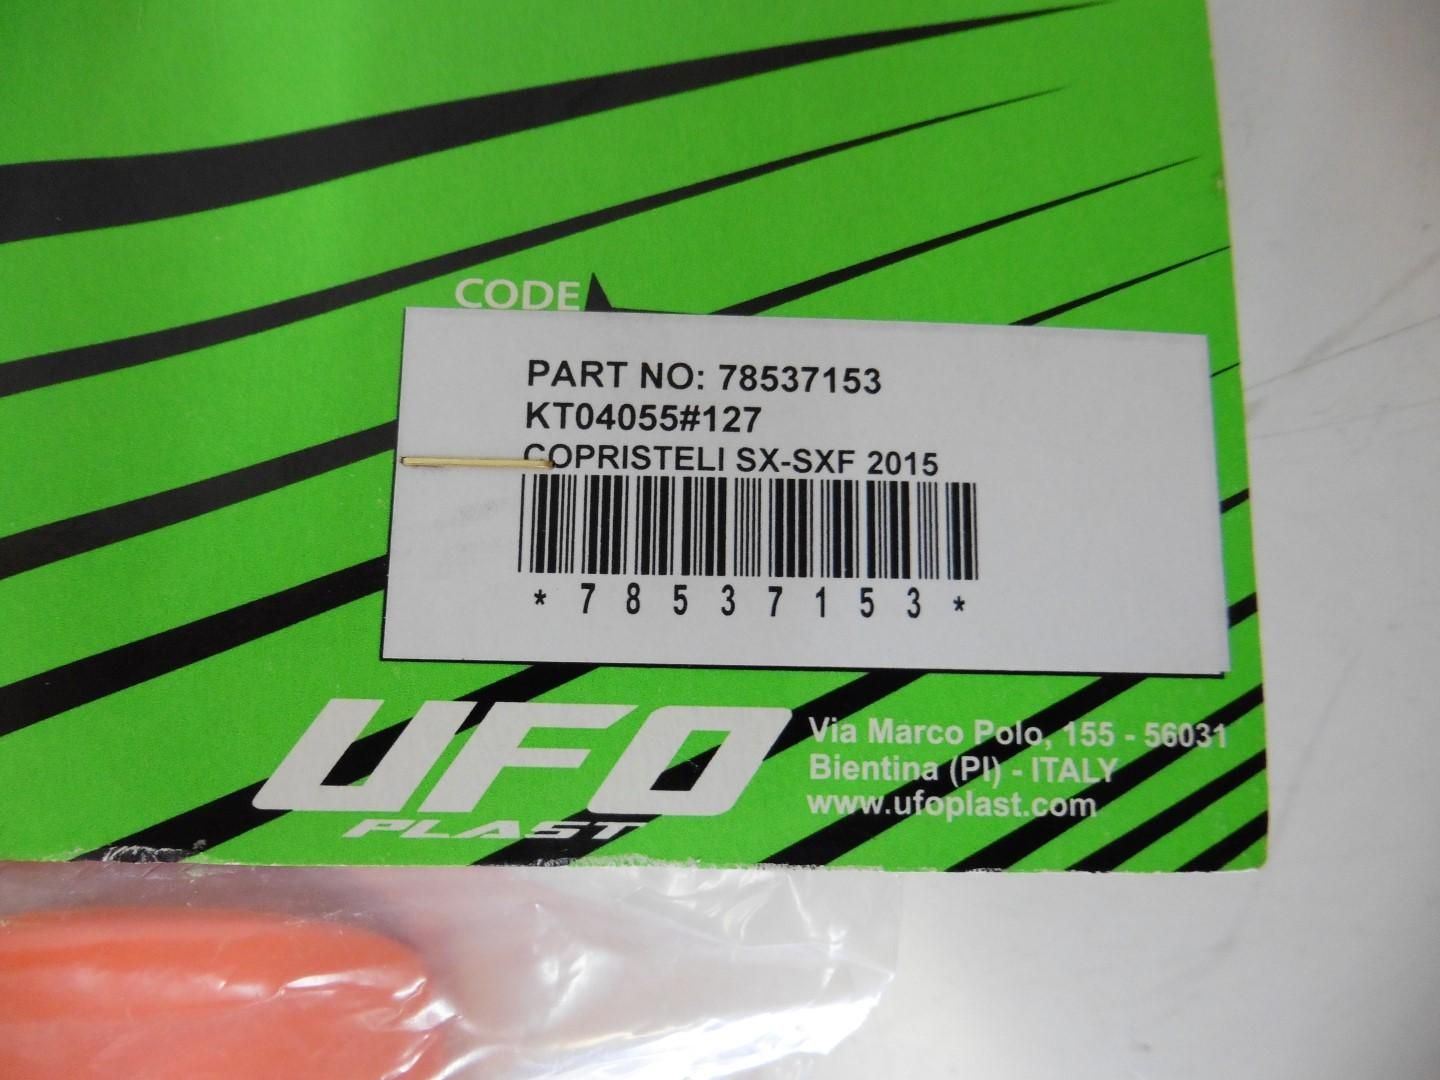 CODE
PART NO: 78537153
KT04055#127
COPRISTELI SX-SXF 2015
* 7 8 5 3 7 1 5 3 *
UFO
PLAST
Via Marco Polo, 155 - 56031
Bientina (PI) - ITALY
www.ufoplast.com